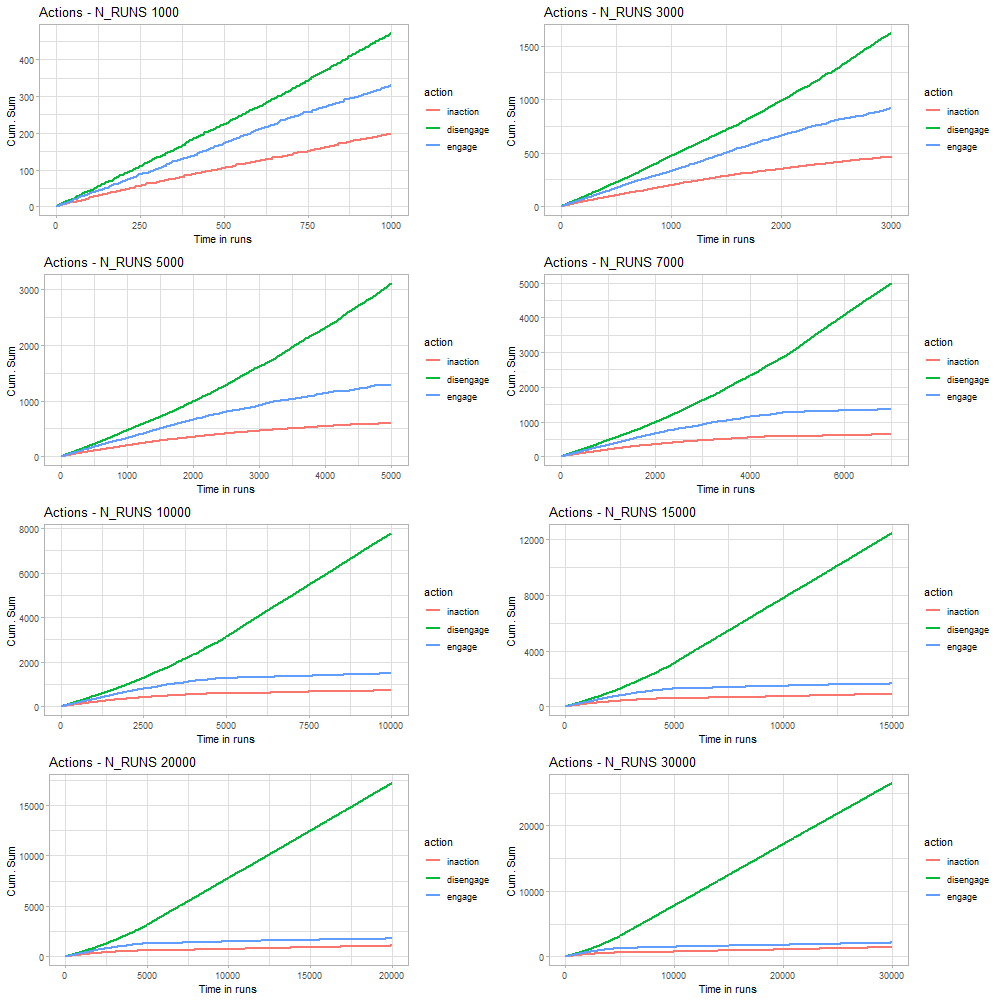 Actions - N_RUNS 1000
Cum. Sum
400
300
200
100
0
0 250 500 750 1000
Time in runs
action
inaction
disengage
engage
Actions - N_RUNS 3000
Cum. Sum
1500
1000
500
0
0 1000 2000 3000
Time in runs
action
inaction
disengage
engage
Actions - N_RUNS 5000
Cum. Sum
3000
2000
1000
0
0 1000 2000 3000 4000 5000
Time in runs
action
inaction
disengage
engage
Actions - N_RUNS 7000
Cum. Sum
5000
4000
3000
2000
1000
0
0 2000 4000 6000
Time in runs
action
inaction
disengage
engage
Actions - N_RUNS 10000
Cum. Sum
8000
6000
4000
2000
0
0 2500 5000 7500 10000
Time in runs
action
inaction
disengage
engage
Actions - N_RUNS 15000
Cum. Sum
12000
8000
4000
0
0 5000 10000 15000
Time in runs
action
inaction
disengage
engage
Actions - N_RUNS 20000
Cum. Sum
15000
10000
5000
0
0 5000 10000 15000 20000
Time in runs
action
inaction
disengage
engage
Actions - N_RUNS 30000
Cum. Sum
20000
10000
0
0 10000 20000 30000
Time in runs
action
inaction
disengage
engage